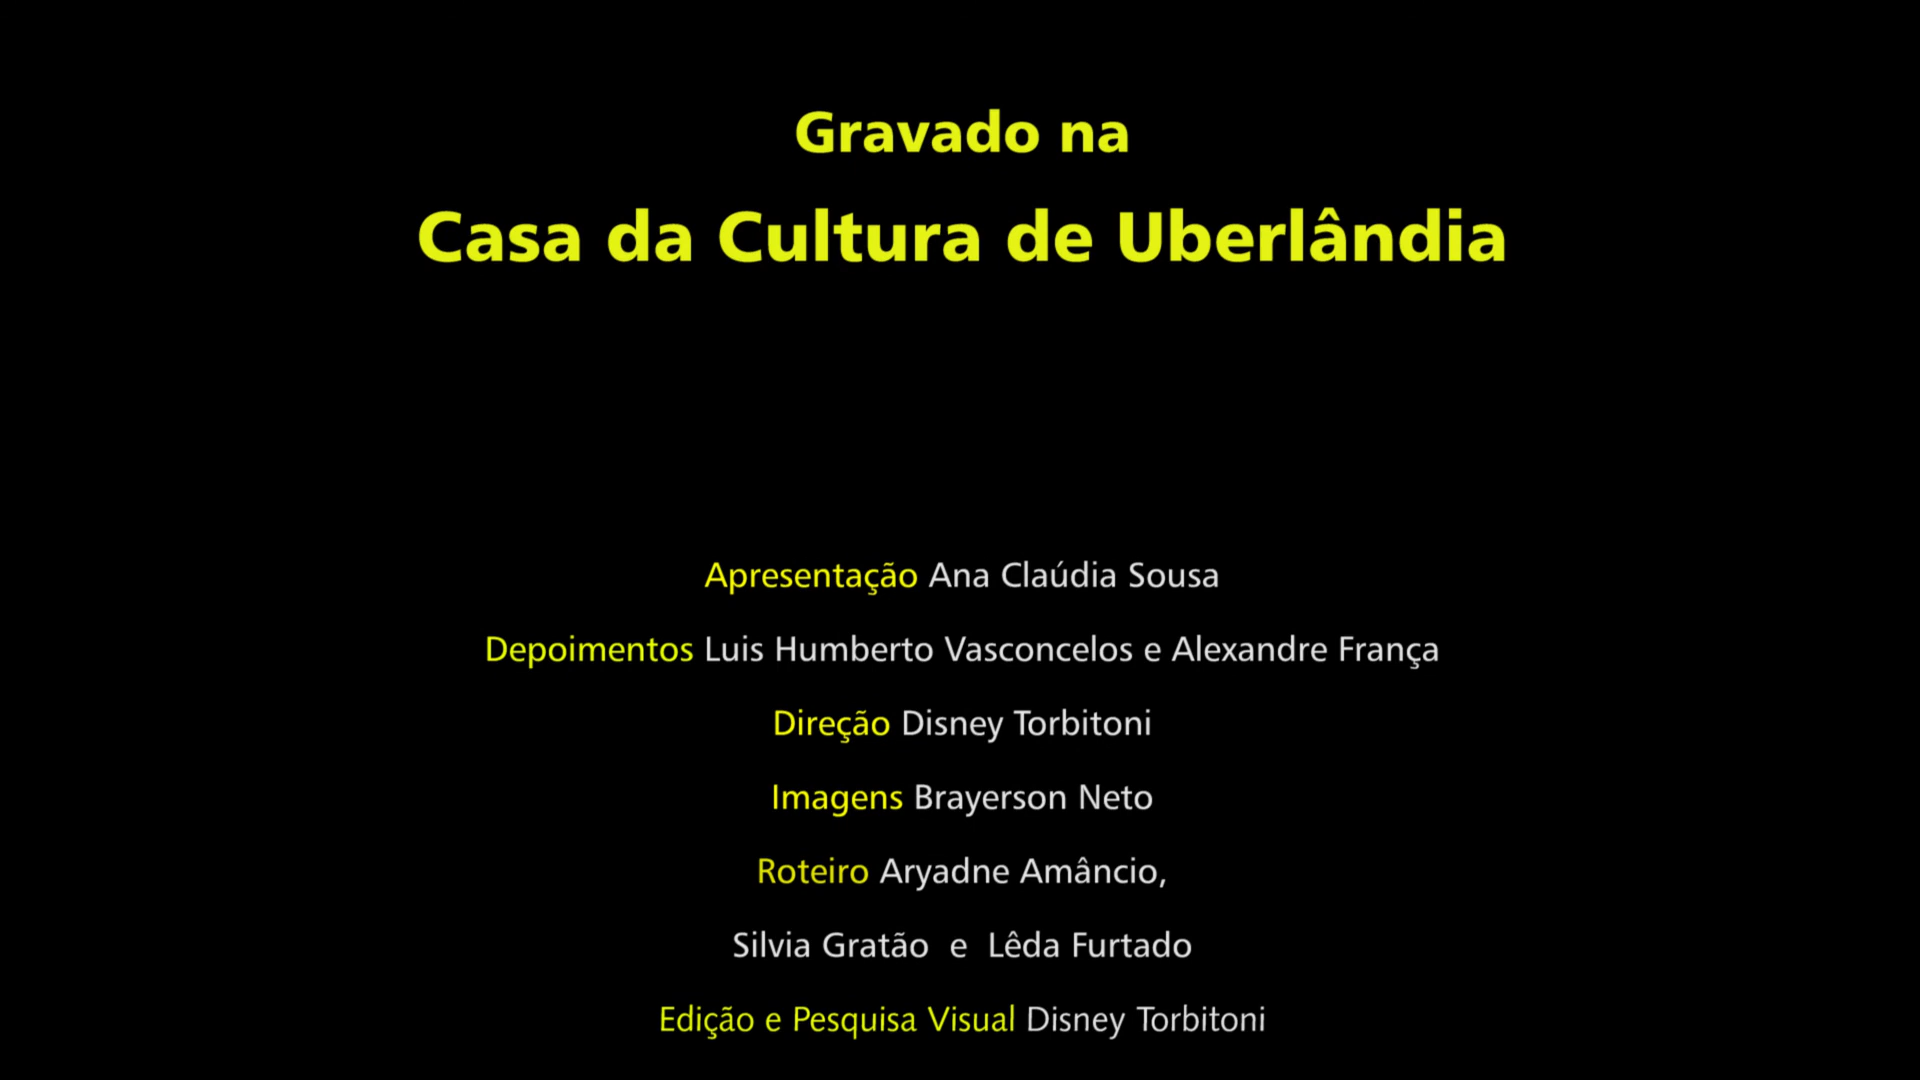 Gravado na
Casa da Cultura de Uberlândia
Apresentação Ana Claúdia Sousa
Depoimentos Luis Humberto Vasconcelos e Alexandre França
Direção Disney Torbitoni
Imagens Brayerson Neto
Roteiro Aryadne Amâncio,
Silvia Gratão e Lêda Furtado
Edição e Pesquisa Visual Disney Torbitoni